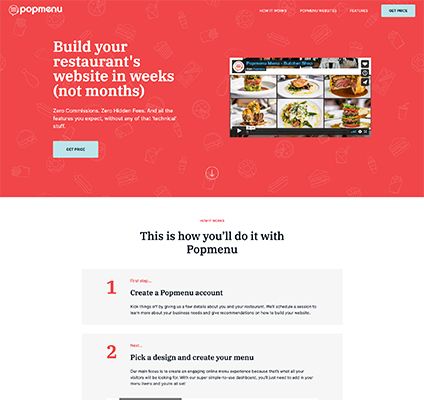 popmenu
HOW IT WORKS
POPMENU WEBSITES
FEATURES
GET PRICE
Build your
restaurant's
website in weeks
(not months)
Zero Commissions. Zero Hidden Fees. And all the
features you expect, without any of that 'technical'
stuff.
GET PRICE
Popmenu Menu - Butcher Shop
HOW IT WORKS
This is how you'll do it with
Popmenu
1
First step...
Create a Popmenu account
Kick things off by giving us a few details about you and your restaurant. We'll schedule a session to
learn more about your business needs and give recommendations on how to build your website.
2
Next...
Pick a design and create your menu
Our main focus is to create an engaging online menu experience because that's what all your
visitors will be looking for. With our super simple-to-use dashboard, you'll just need to add in your
menu items and you're all set!